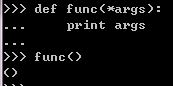 >>> def func(*args):
...     print args
...
>>> func()
()
>>>